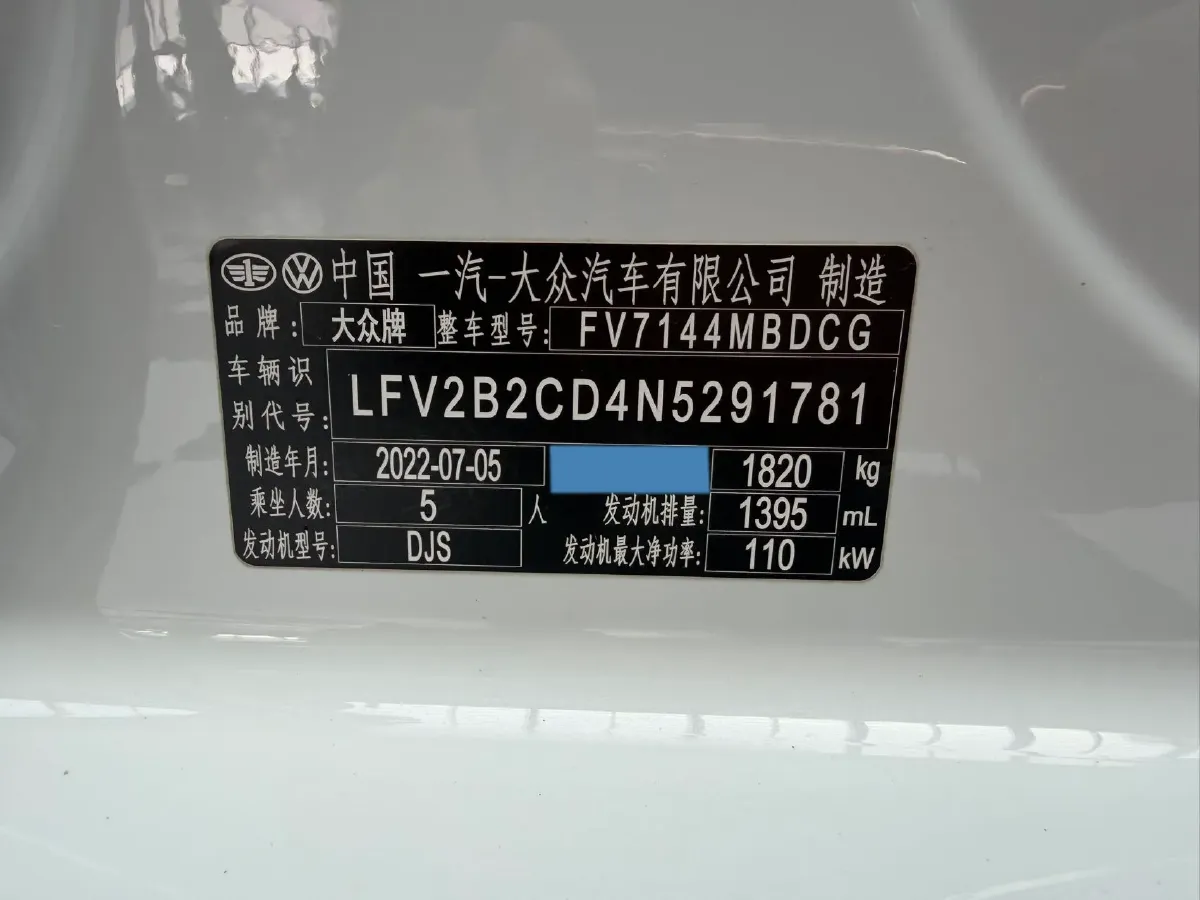 中国 一汽-大众汽车有限公司 制造
品牌: 大众牌 整车型号: FV7144MBDCG
车辆识别代号: LFV2B2CD4N5291781
制造年月: 2022-07-05 1820 kg
乘坐人数: 5 人 发动机排量: 1395 mL
发动机型号: DJS 发动机最大净功率: 110 kW